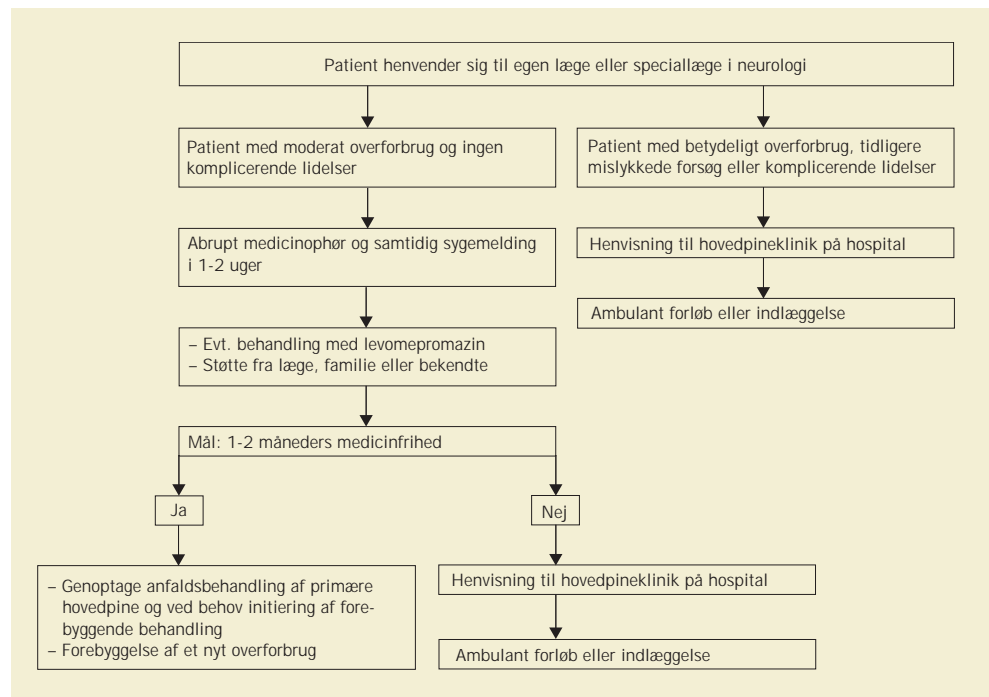 Patient henvender sig til egen læge eller speciallæge i neurologi
Patient med moderat overforbrug og ingen
komplicerende lidelser
Patient med betydeligt overforbrug, tidligere
mislykkede forsøg eller komplicerende lidelser
Abrupt medicinophør og samtidig sygemelding
i 1-2 uger
Henvisning til hovedpineklinik på hospital
Ambulant forløb eller indlæggelse
– Evt. behandling med levomepromazin
– Støtte fra læge, familie eller bekendte
Mål: 1-2 måneders medicinfrihed
Ja
Nej
– Genoptage anfaldsbehandling af primære
hovedpine og ved behov initiering af fore-
byggende behandling
– Forebyggelse af et nyt overforbrug
Henvisning til hovedpineklinik på hospital
Ambulant forløb eller indlæggelse